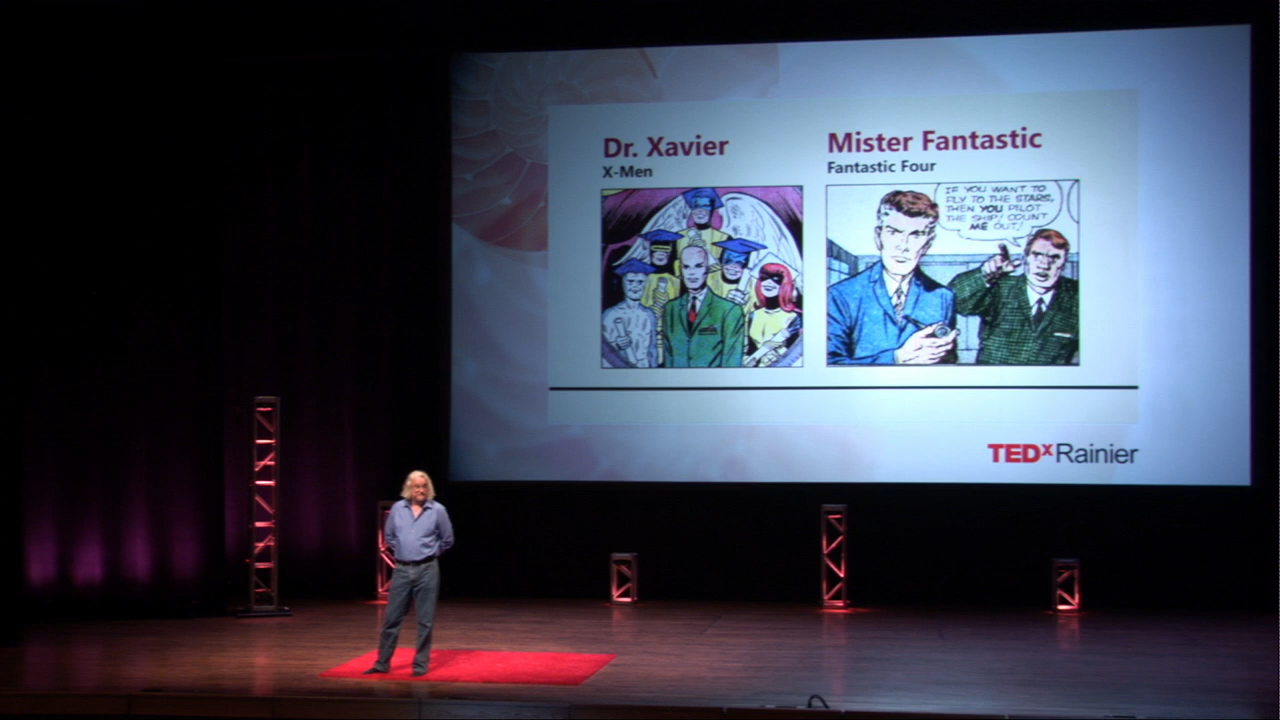 Dr. Xavier
X-Men
Mister Fantastic
Fantastic Four
IF YOU WANT TO
FLY TO THE STARS,
THEN YOU PILOT
THE SHIP! COUNT
ME OUT!
TEDxRainier